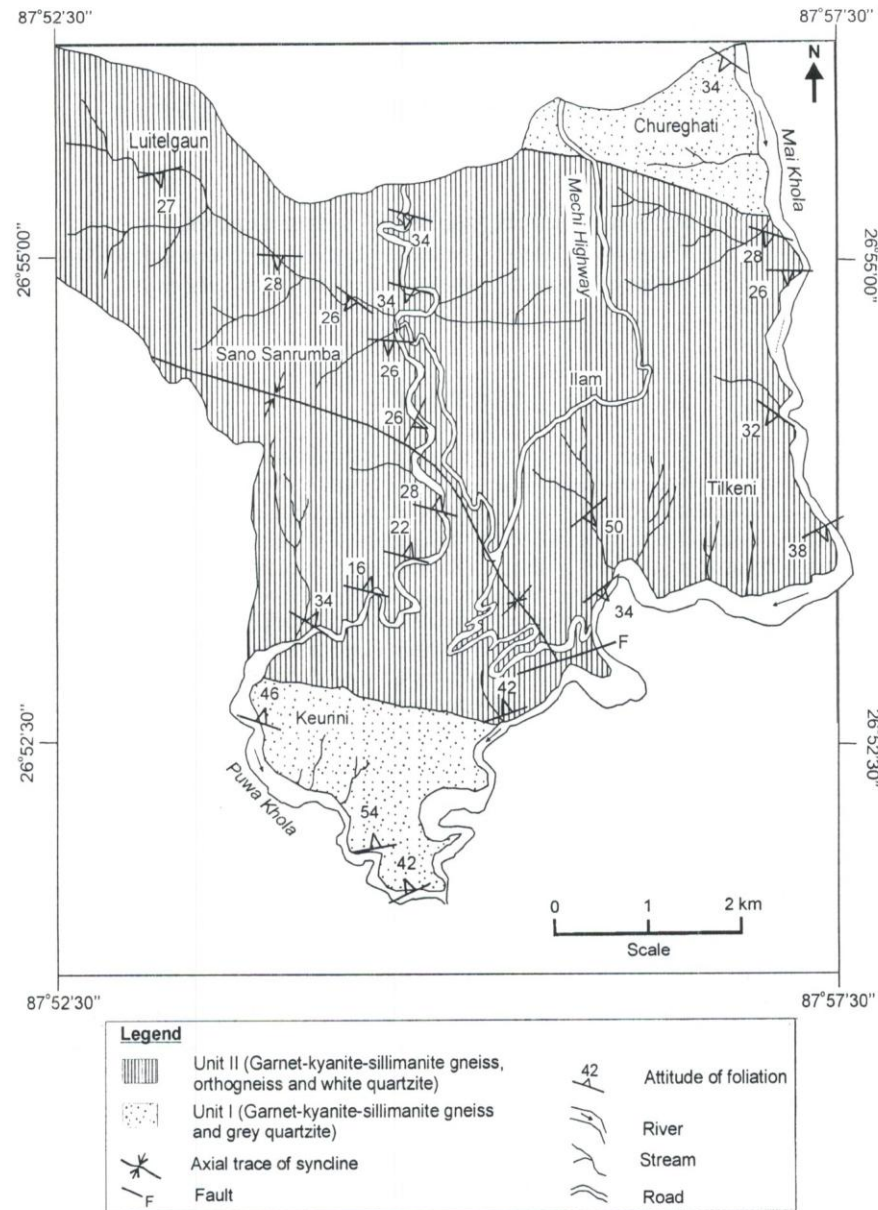 87°52'30"
87°57'30"
N
34
Chureghati
Mai Khola
Luitelgaun
27
Mechi Highway
34
28
26°55'00"
26°55'00"
28
26
34
26
Sano Sanrumba
26
Ilam
26
32
28
Tilkeni
50
22
38
16
34
34
F
46
42
Keurini
26°52'30"
26°52'30"
Puwa Khola
54
42
0 1 2 km
Scale
87°52'30"
87°57'30"
Legend
Unit II (Garnet-kyanite-sillimanite gneiss,
orthogneiss and white quartzite)
Unit I (Garnet-kyanite-sillimanite gneiss
and grey quartzite)
Axial trace of syncline
F Fault
42 Attitude of foliation
River
Stream
Road